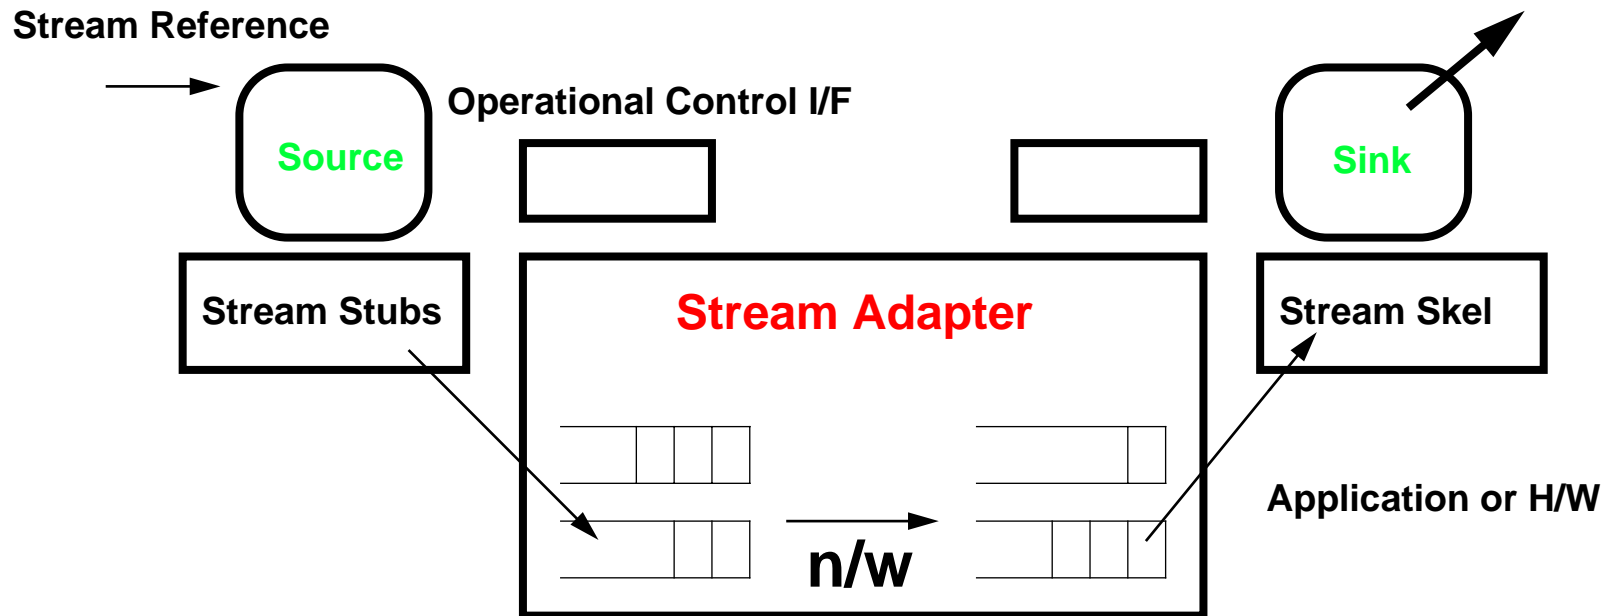 Stream Reference
Operational Control I/F
Source
Sink
Stream Stubs
Stream Adapter
Stream Skel
Application or H/W
n/w